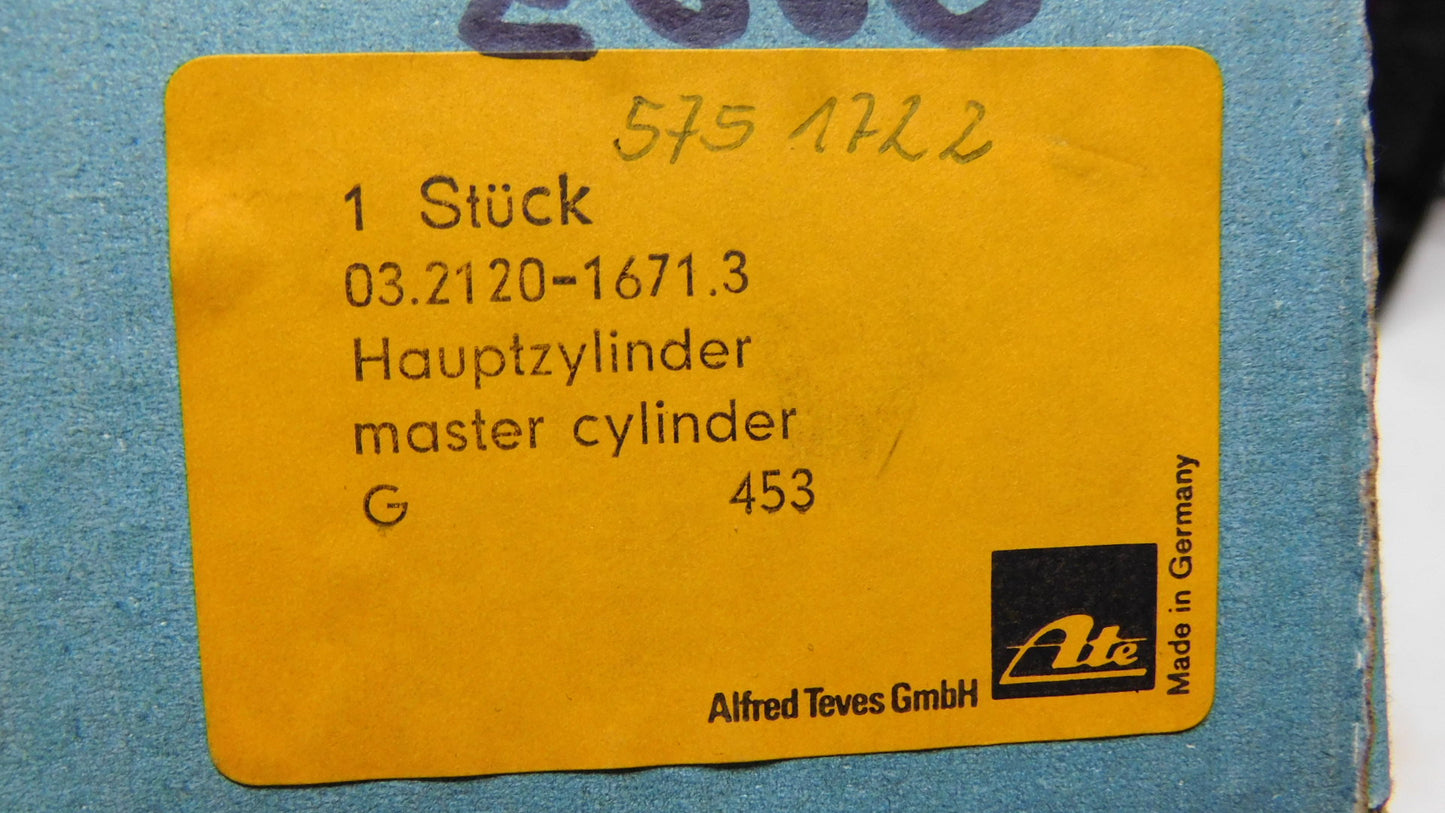 575 1722
1 Stück
03.2120-1671.3
Hauptzylinder
master cylinder
G 453
Ate
Alfred Teves GmbH
Made in Germany